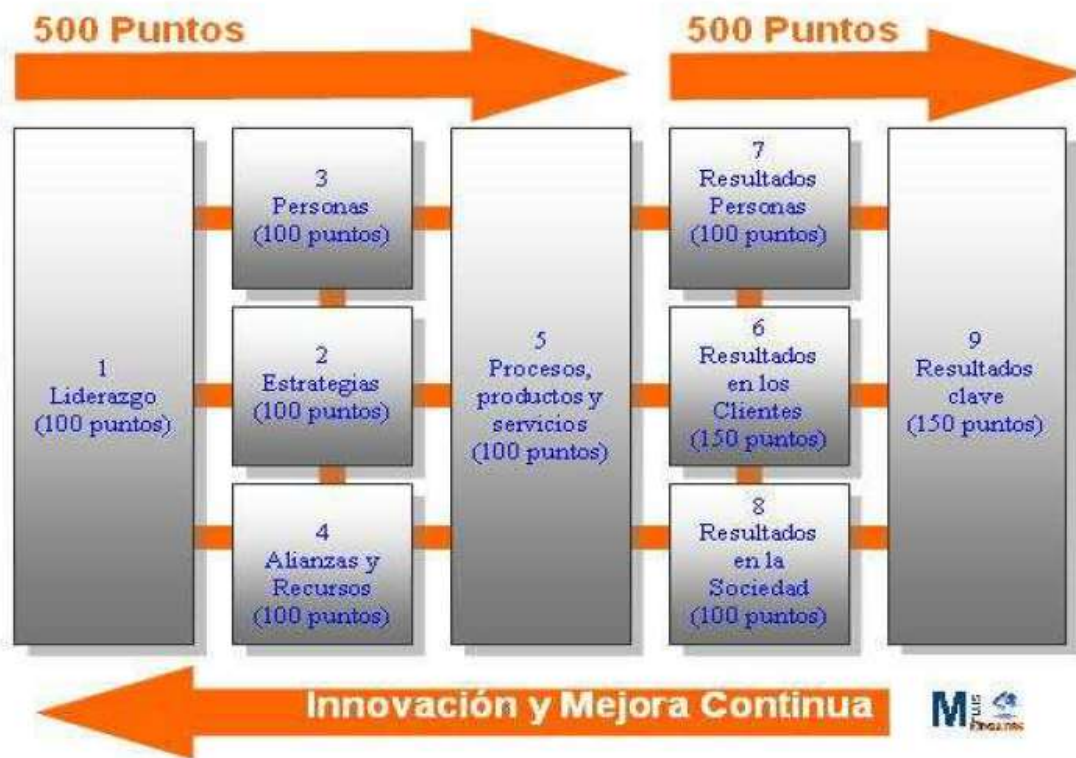 500 Puntos
500 Puntos
1
Liderazgo
(100 puntos)
3
Personas
(100 puntos)
2
Estrategias
(100 puntos)
4
Alianzas y
Recursos
(100 puntos)
5
Procesos,
productos y
servicios
(100 puntos)
7
Resultados
Personas
(100 puntos)
6
Resultados
en los
Clientes
(150 puntos)
8
Resultados
en la
Sociedad
(100 puntos)
9
Resultados
clave
(150 puntos)
Innovación y Mejora Continua
M